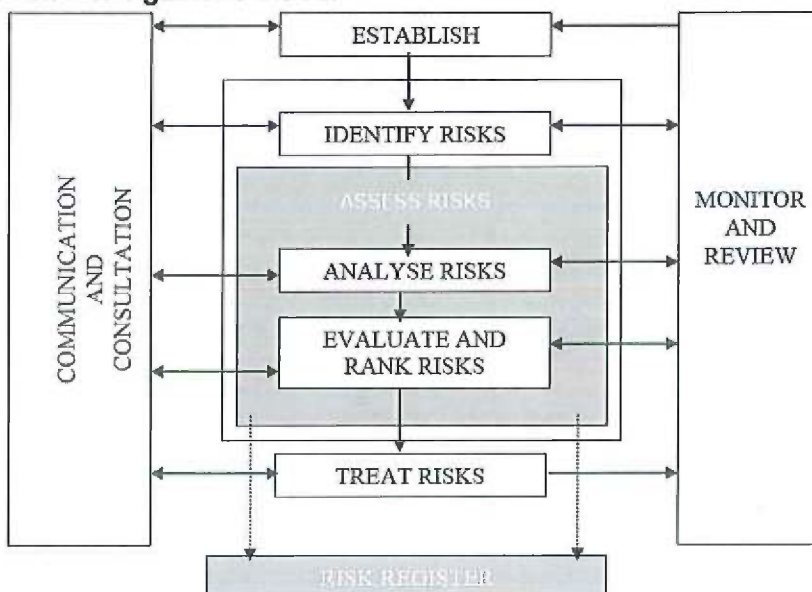 ESTABLISH
IDENTIFY RISKS
ASSESS RISKS
ANALYSE RISKS
EVALUATE AND
RANK RISKS
TREAT RISKS
RISK REGISTER
COMMUNICATION
AND
CONSULTATION
MONITOR
AND
REVIEW